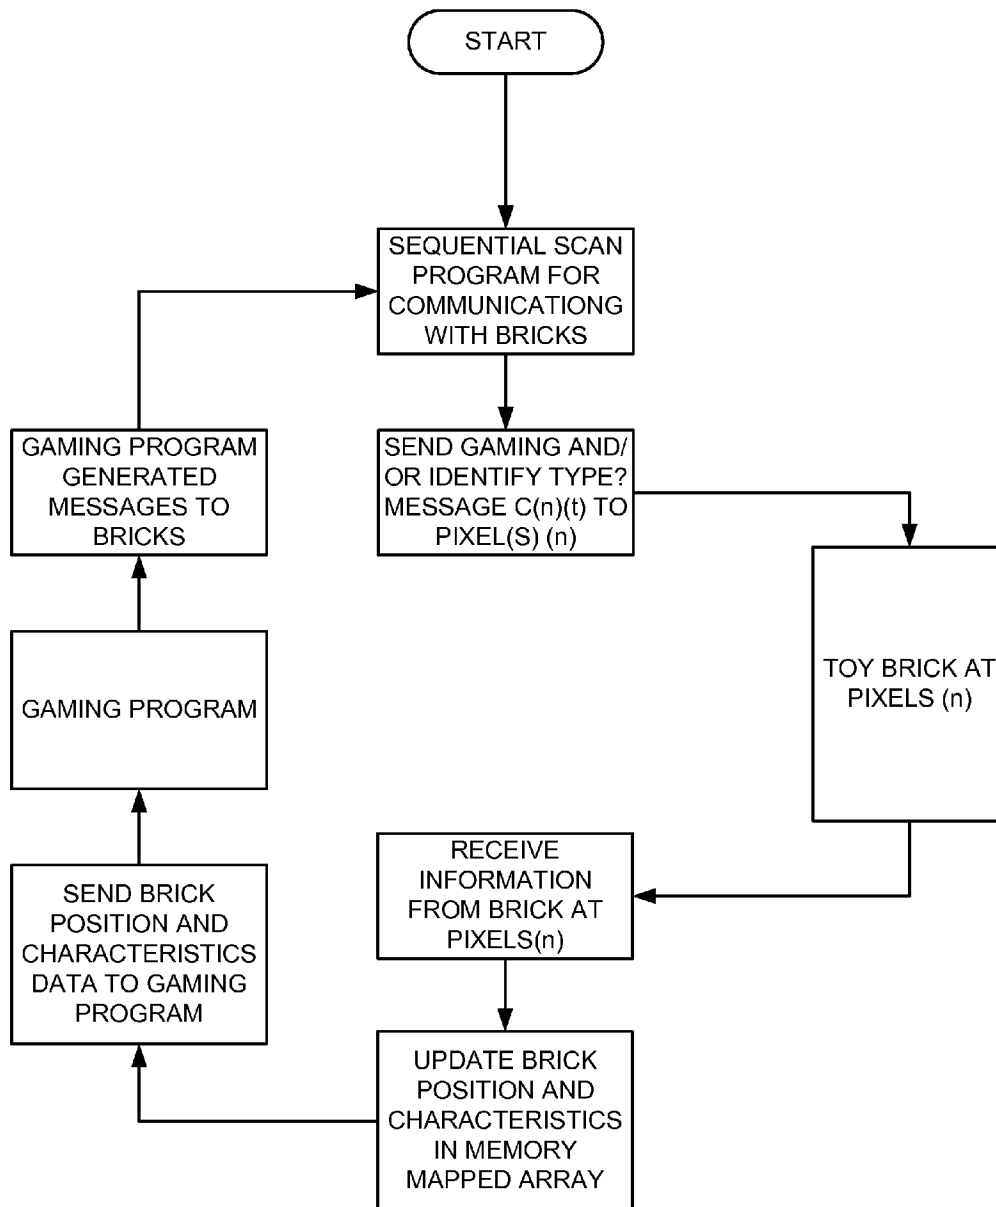 START
SEQUENTIAL SCAN
PROGRAM FOR
COMMUNICATIONG
WITH BRICKS
SEND GAMING AND/
OR IDENTIFY TYPE?
MESSAGE C(n)(t) TO
PIXEL(S) (n)
TOY BRICK AT
PIXELS (n)
RECEIVE
INFORMATION
FROM BRICK AT
PIXELS(n)
UPDATE BRICK
POSITION AND
CHARACTERISTICS
IN MEMORY
MAPPED ARRAY
SEND BRICK
POSITION AND
CHARACTERISTICS
DATA TO GAMING
PROGRAM
GAMING PROGRAM
GAMING PROGRAM
GENERATED
MESSAGES TO
BRICKS